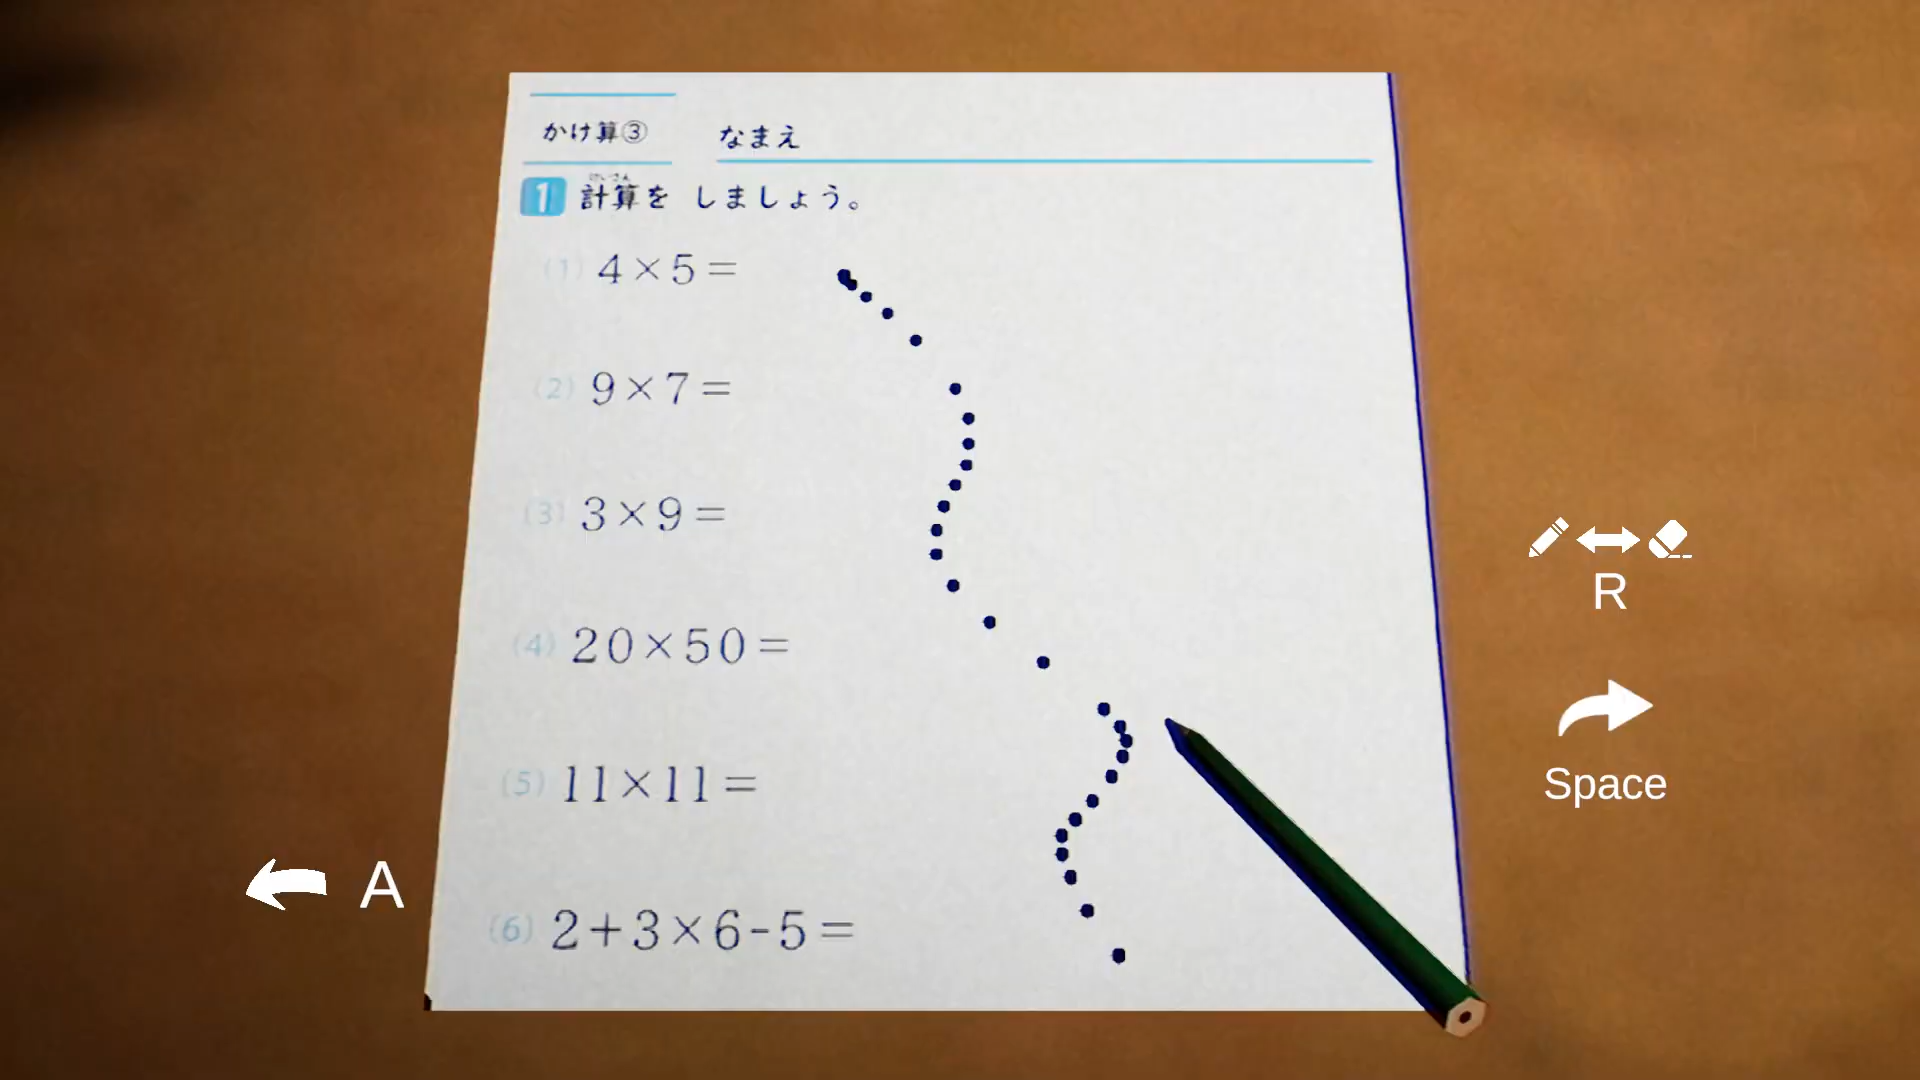 かけ算③
なまえ
けいさん
1 計算を しましょう。
(1) 4×5=
(2) 9×7=
(3) 3×9=
(4) 20×50=
(5) 11×11=
(6) 2+3×6-5=
R
Space
A